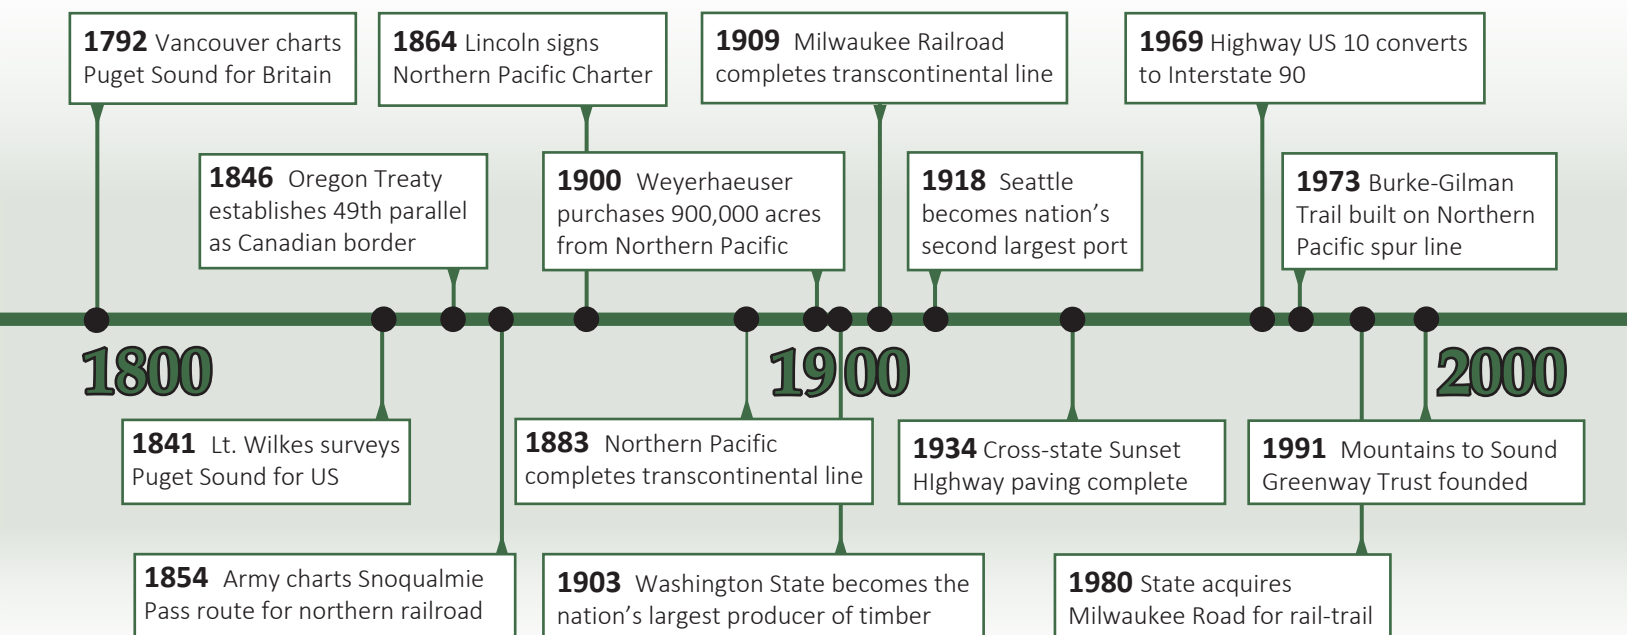 1792 Vancouver charts
Puget Sound for Britain
1864 Lincoln signs
Northern Pacific Charter
1909 Milwaukee Railroad
completes transcontinental line
1969 Highway US 10 converts
to Interstate 90
1846 Oregon Treaty
establishes 49th parallel
as Canadian border
1900 Weyerhaeuser
purchases 900,000 acres
from Northern Pacific
1918 Seattle
becomes nation's
second largest port
1973 Burke-Gilman
Trail built on Northern
Pacific spur line
1800
1900
2000
1841 Lt. Wilkes surveys
Puget Sound for US
1883 Northern Pacific
completes transcontinental line
1934 Cross-state Sunset
HIghway paving complete
1991 Mountains to Sound
Greenway Trust founded
1854 Army charts Snoqualmie
Pass route for northern railroad
1903 Washington State becomes the
nation's largest producer of timber
1980 State acquires
Milwaukee Road for rail-trail